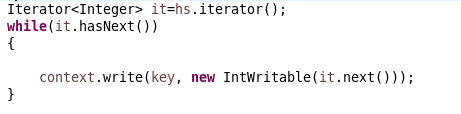 Iterator<Integer> it=hs.iterator();
while(it.hasNext())
{
context.write(key, new IntWritable(it.next()));
}